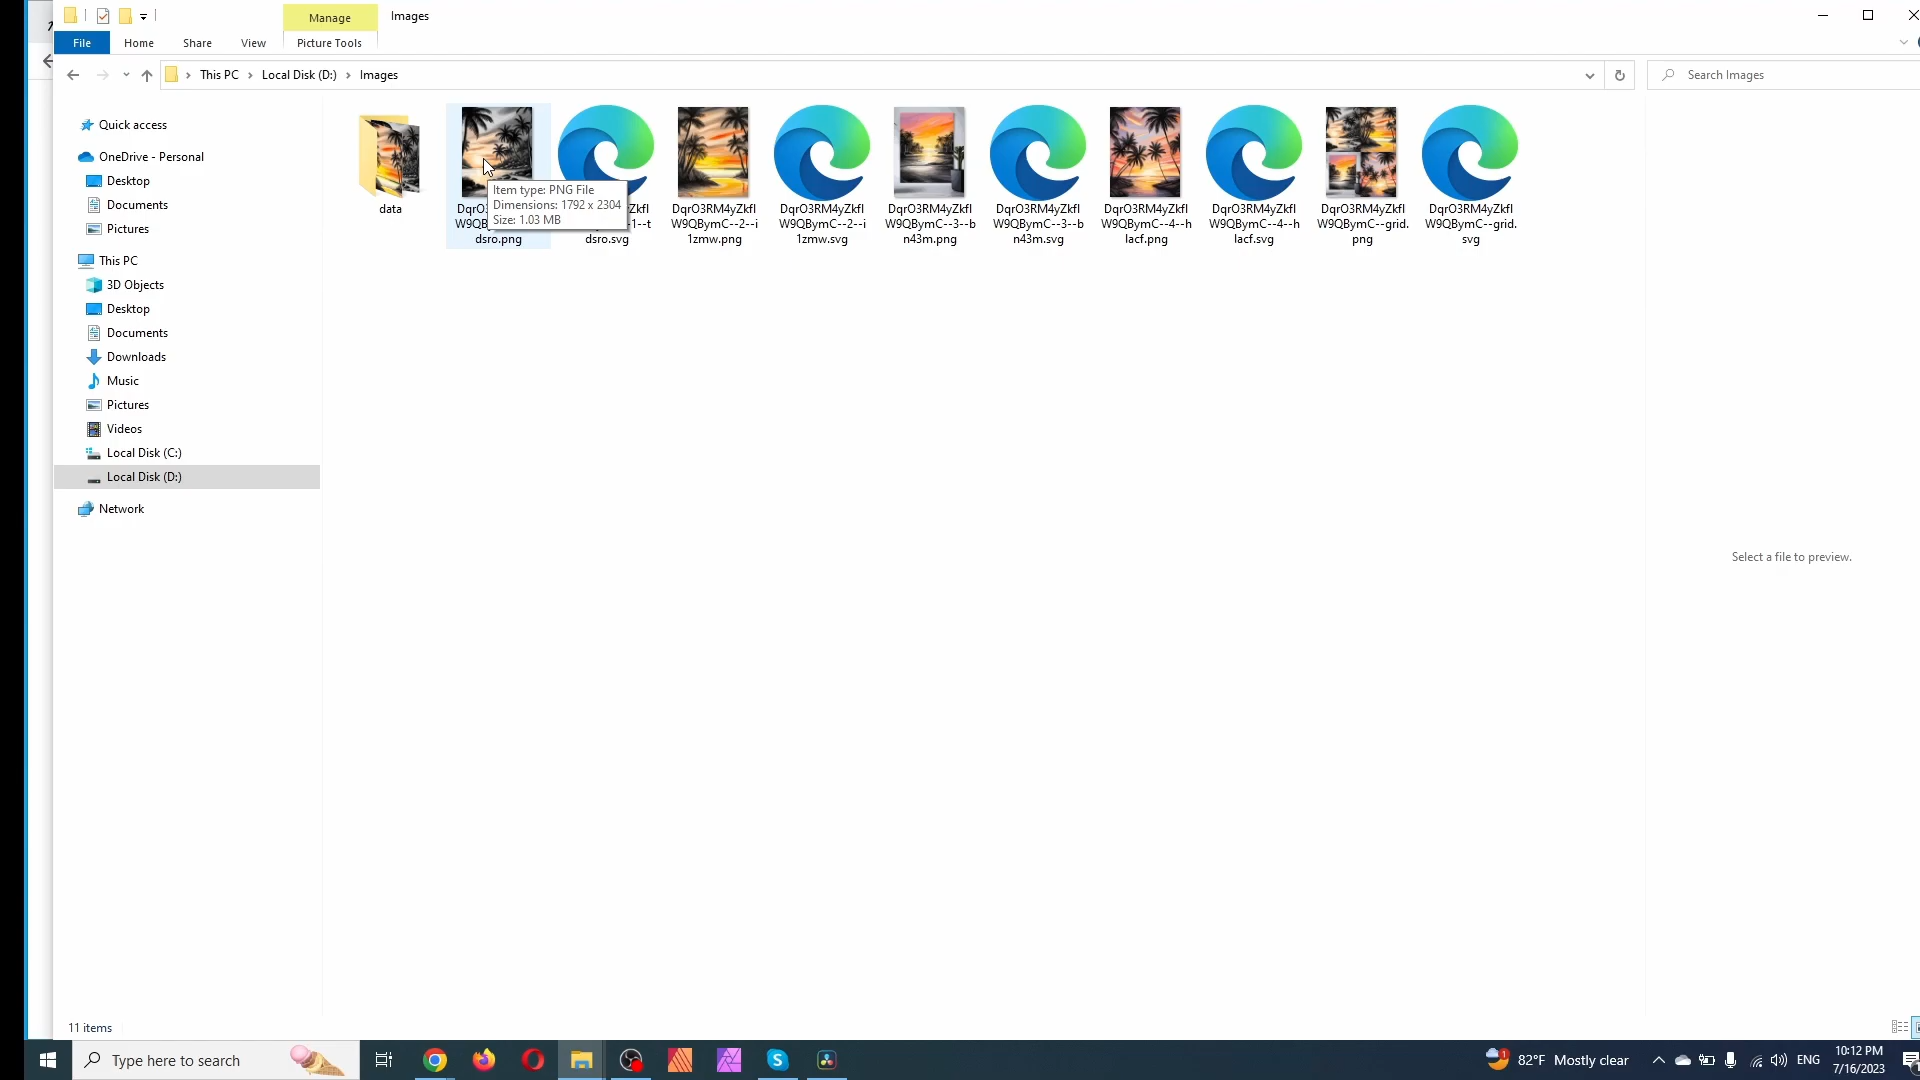 Manage
Images
File
Home
Share
View
Picture Tools
This PC
Local Disk (D:)
Images
Search Images
Quick access
OneDrive - Personal
Desktop
Documents
Pictures
This PC
3D Objects
Desktop
Documents
Downloads
Music
Pictures
Videos
Local Disk (C:)
Local Disk (D:)
Network
data
dsro.png
Item type: PNG File
Dimensions: 1792 x 2304
Size: 1.03 MB
dsro.svg
DqrO3RM4yZkfl
W9QBymC--2--i
1zmw.png
DqrO3RM4yZkfl
W9QBymC--2--i
1zmw.svg
DqrO3RM4yZkfl
W9QBymC--3--b
n43m.png
DqrO3RM4yZkfl
W9QBymC--3--b
n43m.svg
DqrO3RM4yZkfl
W9QBymC--4--h
lacf.png
DqrO3RM4yZkfl
W9QBymC--4--h
lacf.svg
DqrO3RM4yZkfl
W9QBymC--grid.
png
DqrO3RM4yZkfl
W9QBymC--grid.
svg
Select a file to preview.
11 items
Type here to search
82°F Mostly clear
ENG
10:12 PM
7/16/2023